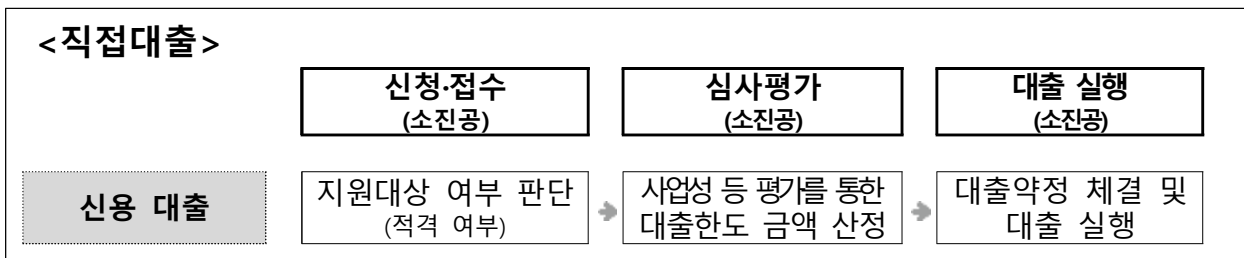 <직접대출>
신청·접수
(소진공)
심사평가
(소진공)
대출 실행
(소진공)
신용 대출
지원대상 여부 판단
(적격 여부)
사업성 등 평가를 통한
대출한도 금액 산정
대출약정 체결 및
대출 실행